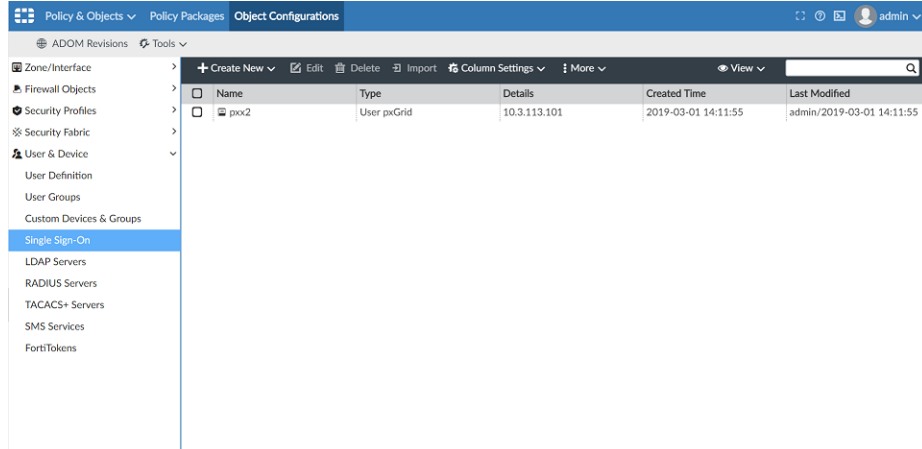 Policy & Objects Policy Packages Object Configurations admin
ADOM Revisions Tools
Zone/Interface
Firewall Objects
Security Profiles
Security Fabric
User & Device
User Definition
User Groups
Custom Devices & Groups
Single Sign-On
LDAP Servers
RADIUS Servers
TACACS+ Servers
SMS Services
FortiTokens
Create New Edit Delete Import Column Settings More View
Name Type Details Created Time Last Modified
pxx2 User pxGrid 10.3.113.101 2019-03-01 14:11:55 admin/2019-03-01 14:11:55